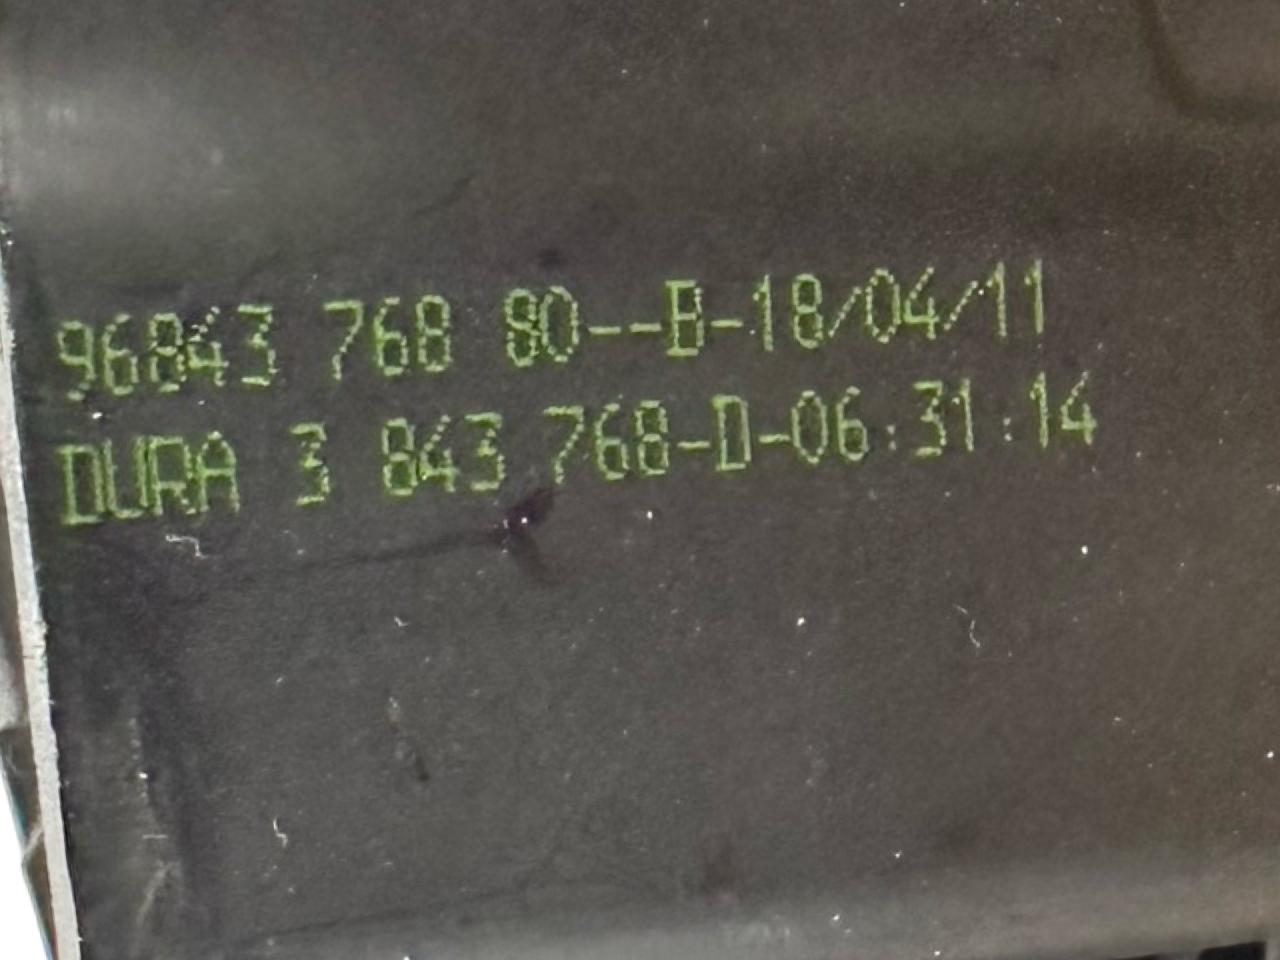 96843 768 80--B-18/04/11
DURA 3 843 768-D-06:31:14